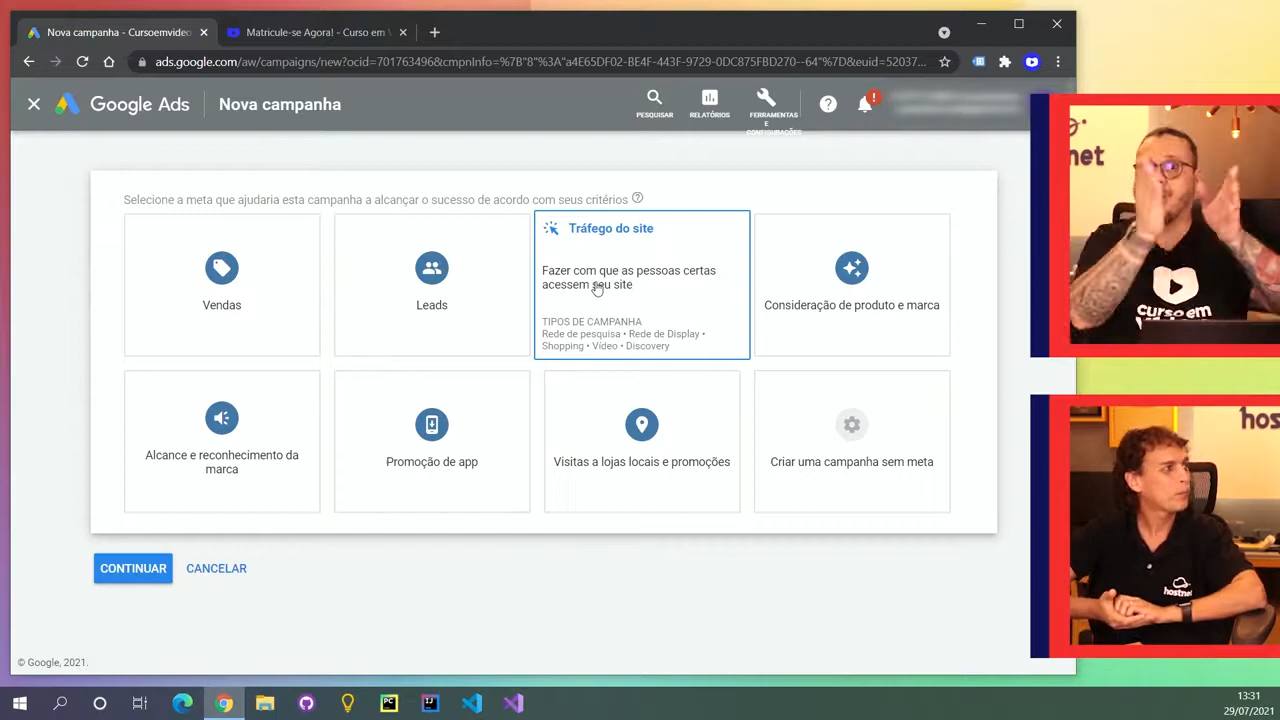 Nova campanha - Cursoemvideo
Matricule-se Agora! - Curso em V
ads.google.com/aw/campaigns/new?ocid=701763496&cmpnInfo=%7B"8"%3A"a4E65DF02-BE4F-443F-9729-0DC875FBD270--64"%7D&euid=52037...
Google Ads
Nova campanha
PESQUISAR
RELATÓRIOS
FERRAMENTAS
E
CONFIGURAÇÕES
Selecione a meta que ajudaria esta campanha a alcançar o sucesso de acordo com seus critérios
Vendas
Leads
Tráfego do site
Fazer com que as pessoas certas
acessem seu site
TIPOS DE CAMPANHA
Rede de pesquisa • Rede de Display •
Shopping • Vídeo • Discovery
Consideração de produto e marca
Alcance e reconhecimento da
marca
Promoção de app
Visitas a lojas locais e promoções
Criar uma campanha sem meta
CONTINUAR
CANCELAR
© Google, 2021.
net
curso em
hos
hostnet
PC
IJ
13:31
29/07/2021